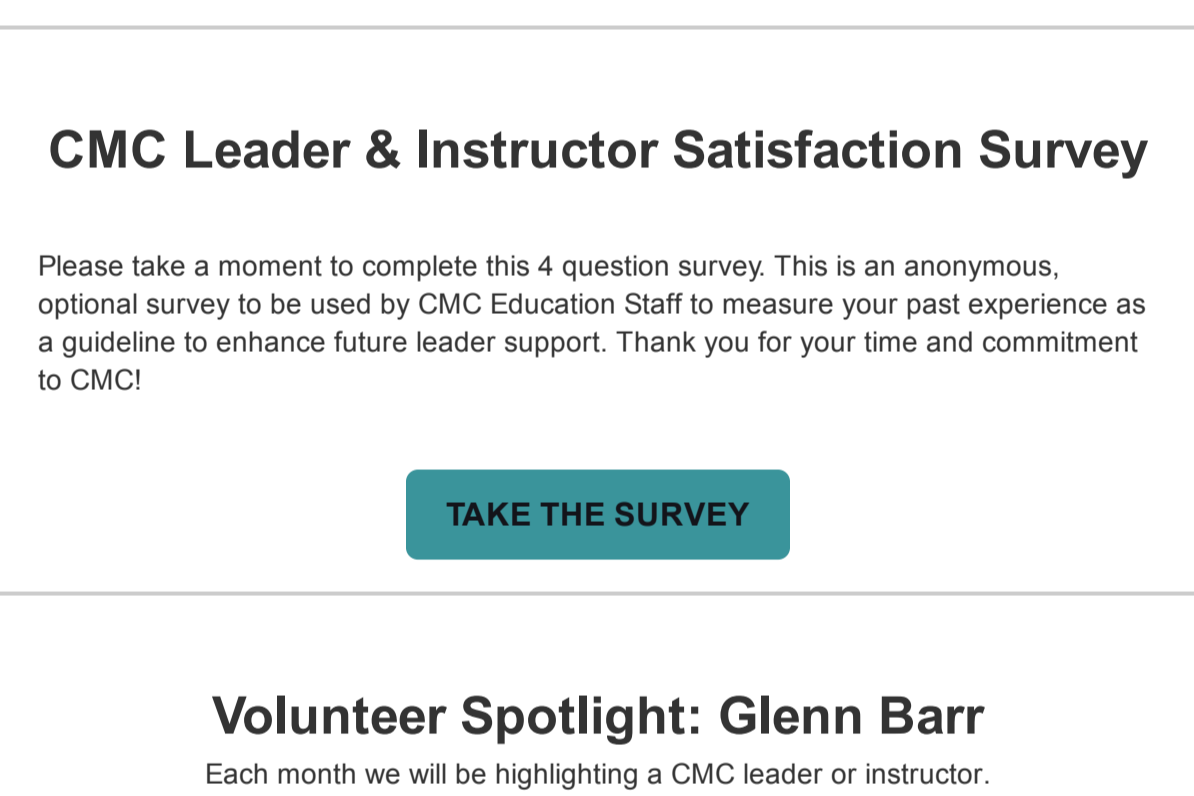 CMC Leader & Instructor Satisfaction Survey
Please take a moment to complete this 4 question survey. This is an anonymous,
optional survey to be used by CMC Education Staff to measure your past experience as
a guideline to enhance future leader support. Thank you for your time and commitment
to CMC!
TAKE THE SURVEY
Volunteer Spotlight: Glenn Barr
Each month we will be highlighting a CMC leader or instructor.